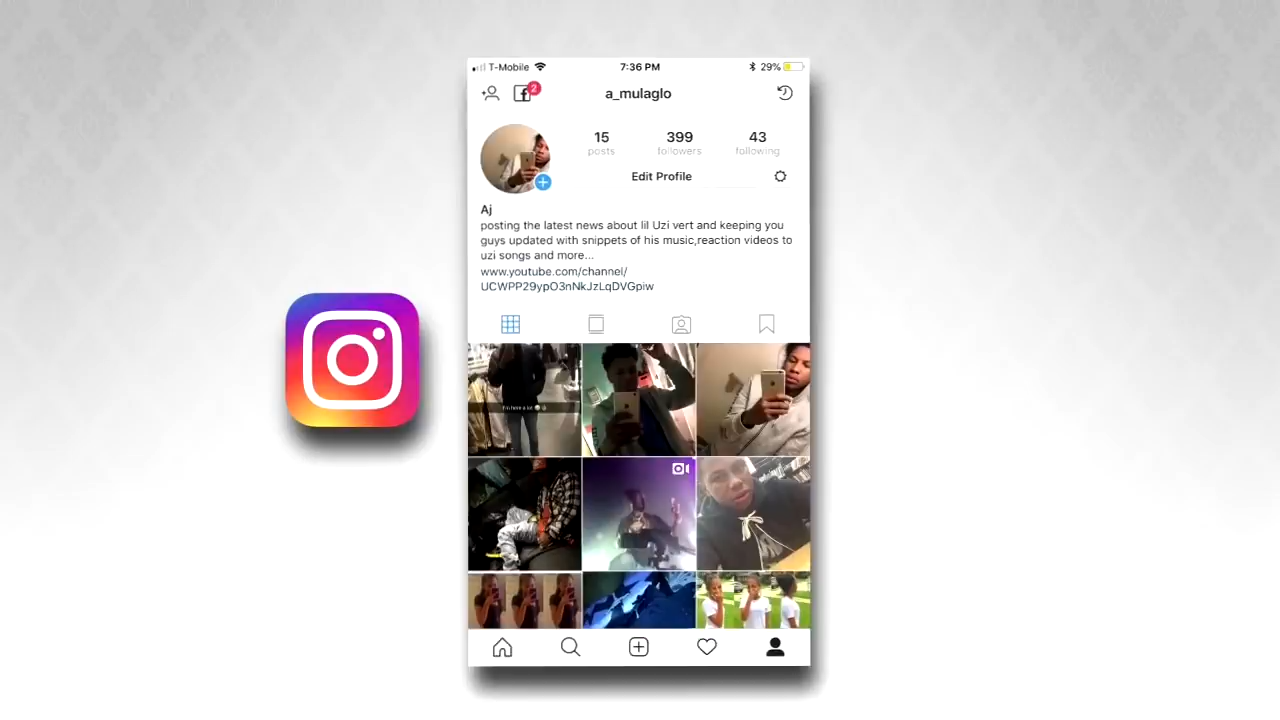 T-Mobile 7:36 PM 29%
2 a_mulaglo
15 399 43
posts followers following
Edit Profile
Aj
posting the latest news about lil Uzi vert and keeping you
guys updated with snippets of his music,reaction videos to
uzi songs and more...
www.youtube.com/channel/
UCWPP29ypO3nNkJzLqDVGpiw
I'm here a lot